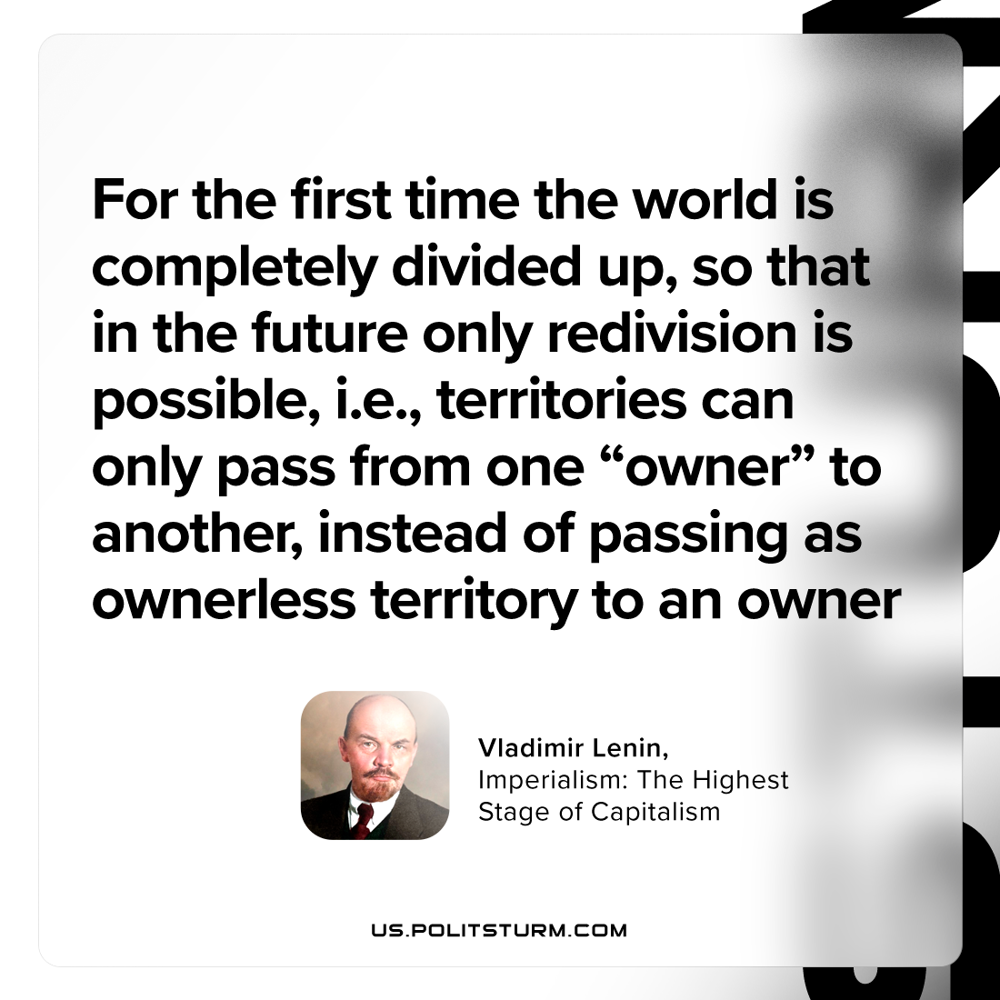 For the first time the world is
completely divided up, so that
in the future only redivision is
possible, i.e., territories can
only pass from one “owner” to
another, instead of passing as
ownerless territory to an owner
Vladimir Lenin,
Imperialism: The Highest
Stage of Capitalism
US.POLITSTURM.COM